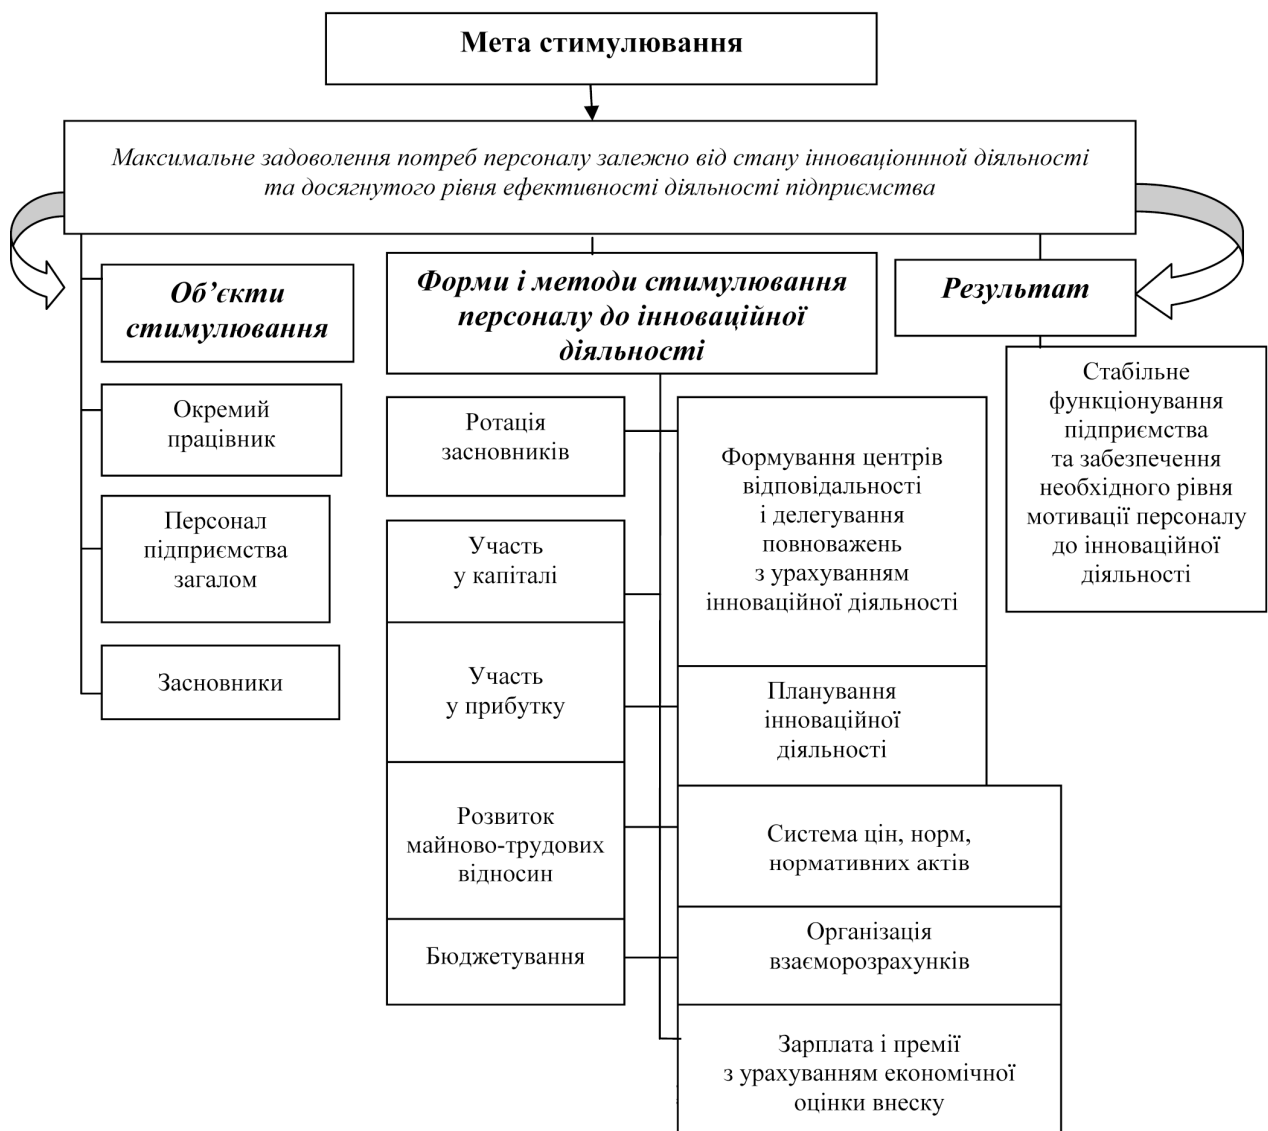 Мета стимулювання
Максимальне задоволення потреб персоналу залежно від стану інноваціоннної діяльності
та досягнутого рівня ефективності діяльності підприємства
Об’єкти
стимулювання
Окремий
працівник
Персонал
підприємства
загалом
Засновники
Форми і методи стимулювання
персоналу до інноваційної
діяльності
Ротація
засновників
Участь
у капіталі
Участь
у прибутку
Розвиток
майново-трудових
відносин
Бюджетування
Формування центрів
відповідальності
і делегування
повноважень
з урахуванням
інноваційної діяльності
Планування
інноваційної
діяльності
Система цін, норм,
нормативних актів
Організація
взаєморозрахунків
Зарплата і премії
з урахуванням економічної
оцінки внеску
Результат
Стабільне
функціонування
підприємства
та забезпечення
необхідного рівня
мотивації персоналу
до інноваційної
діяльності